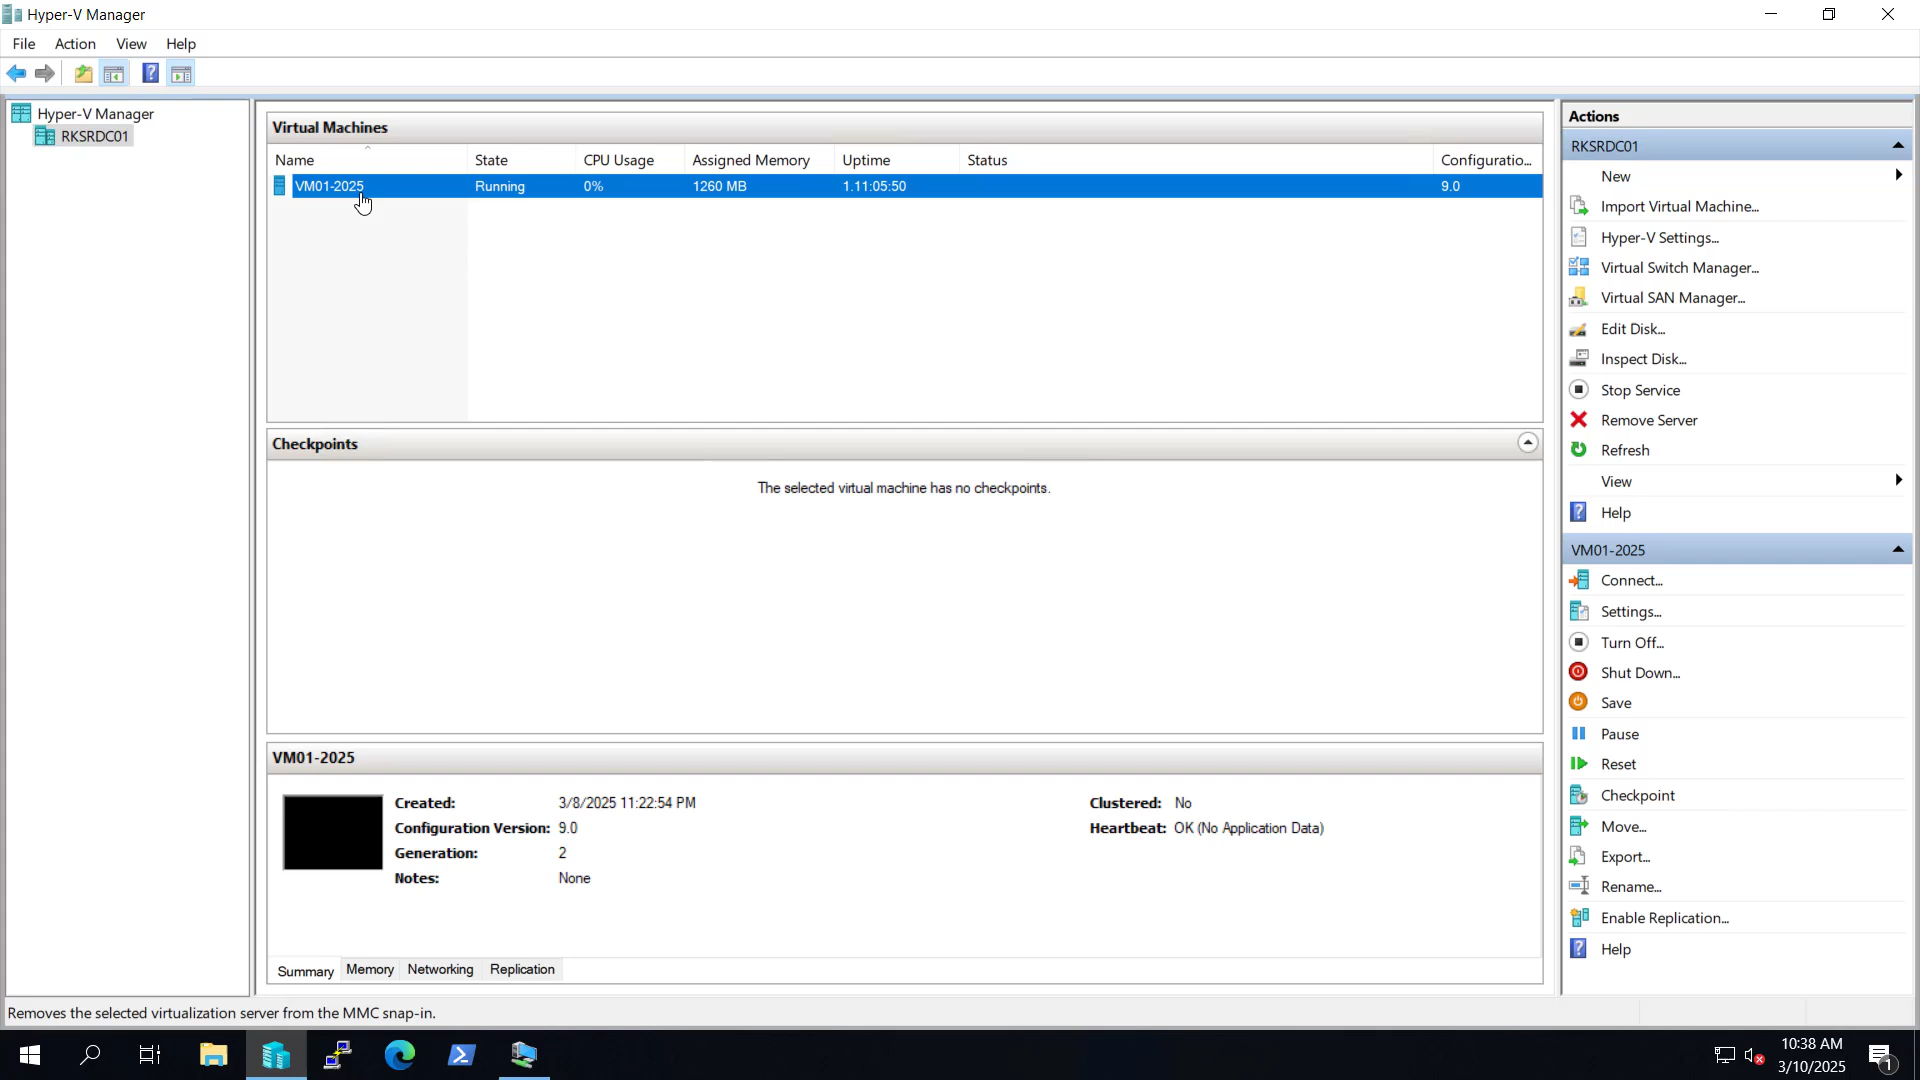 Hyper-V Manager
File Action View Help
Hyper-V Manager
RKSRDC01
Virtual Machines
Name State CPU Usage Assigned Memory Uptime Status Configuratio...
VM01-2025 Running 0% 1260 MB 1.11:05:50 9.0
Checkpoints
The selected virtual machine has no checkpoints.
VM01-2025
Created: 3/8/2025 11:22:54 PM Clustered: No
Configuration Version: 9.0 Heartbeat: OK (No Application Data)
Generation: 2
Notes: None
Summary Memory Networking Replication
Actions
RKSRDC01
New
Import Virtual Machine...
Hyper-V Settings...
Virtual Switch Manager...
Virtual SAN Manager...
Edit Disk...
Inspect Disk...
Stop Service
Remove Server
Refresh
View
Help
VM01-2025
Connect...
Settings...
Turn Off...
Shut Down...
Save
Pause
Reset
Checkpoint
Move...
Export...
Rename...
Enable Replication...
Help
Removes the selected virtualization server from the MMC snap-in.
10:38 AM
3/10/2025
1